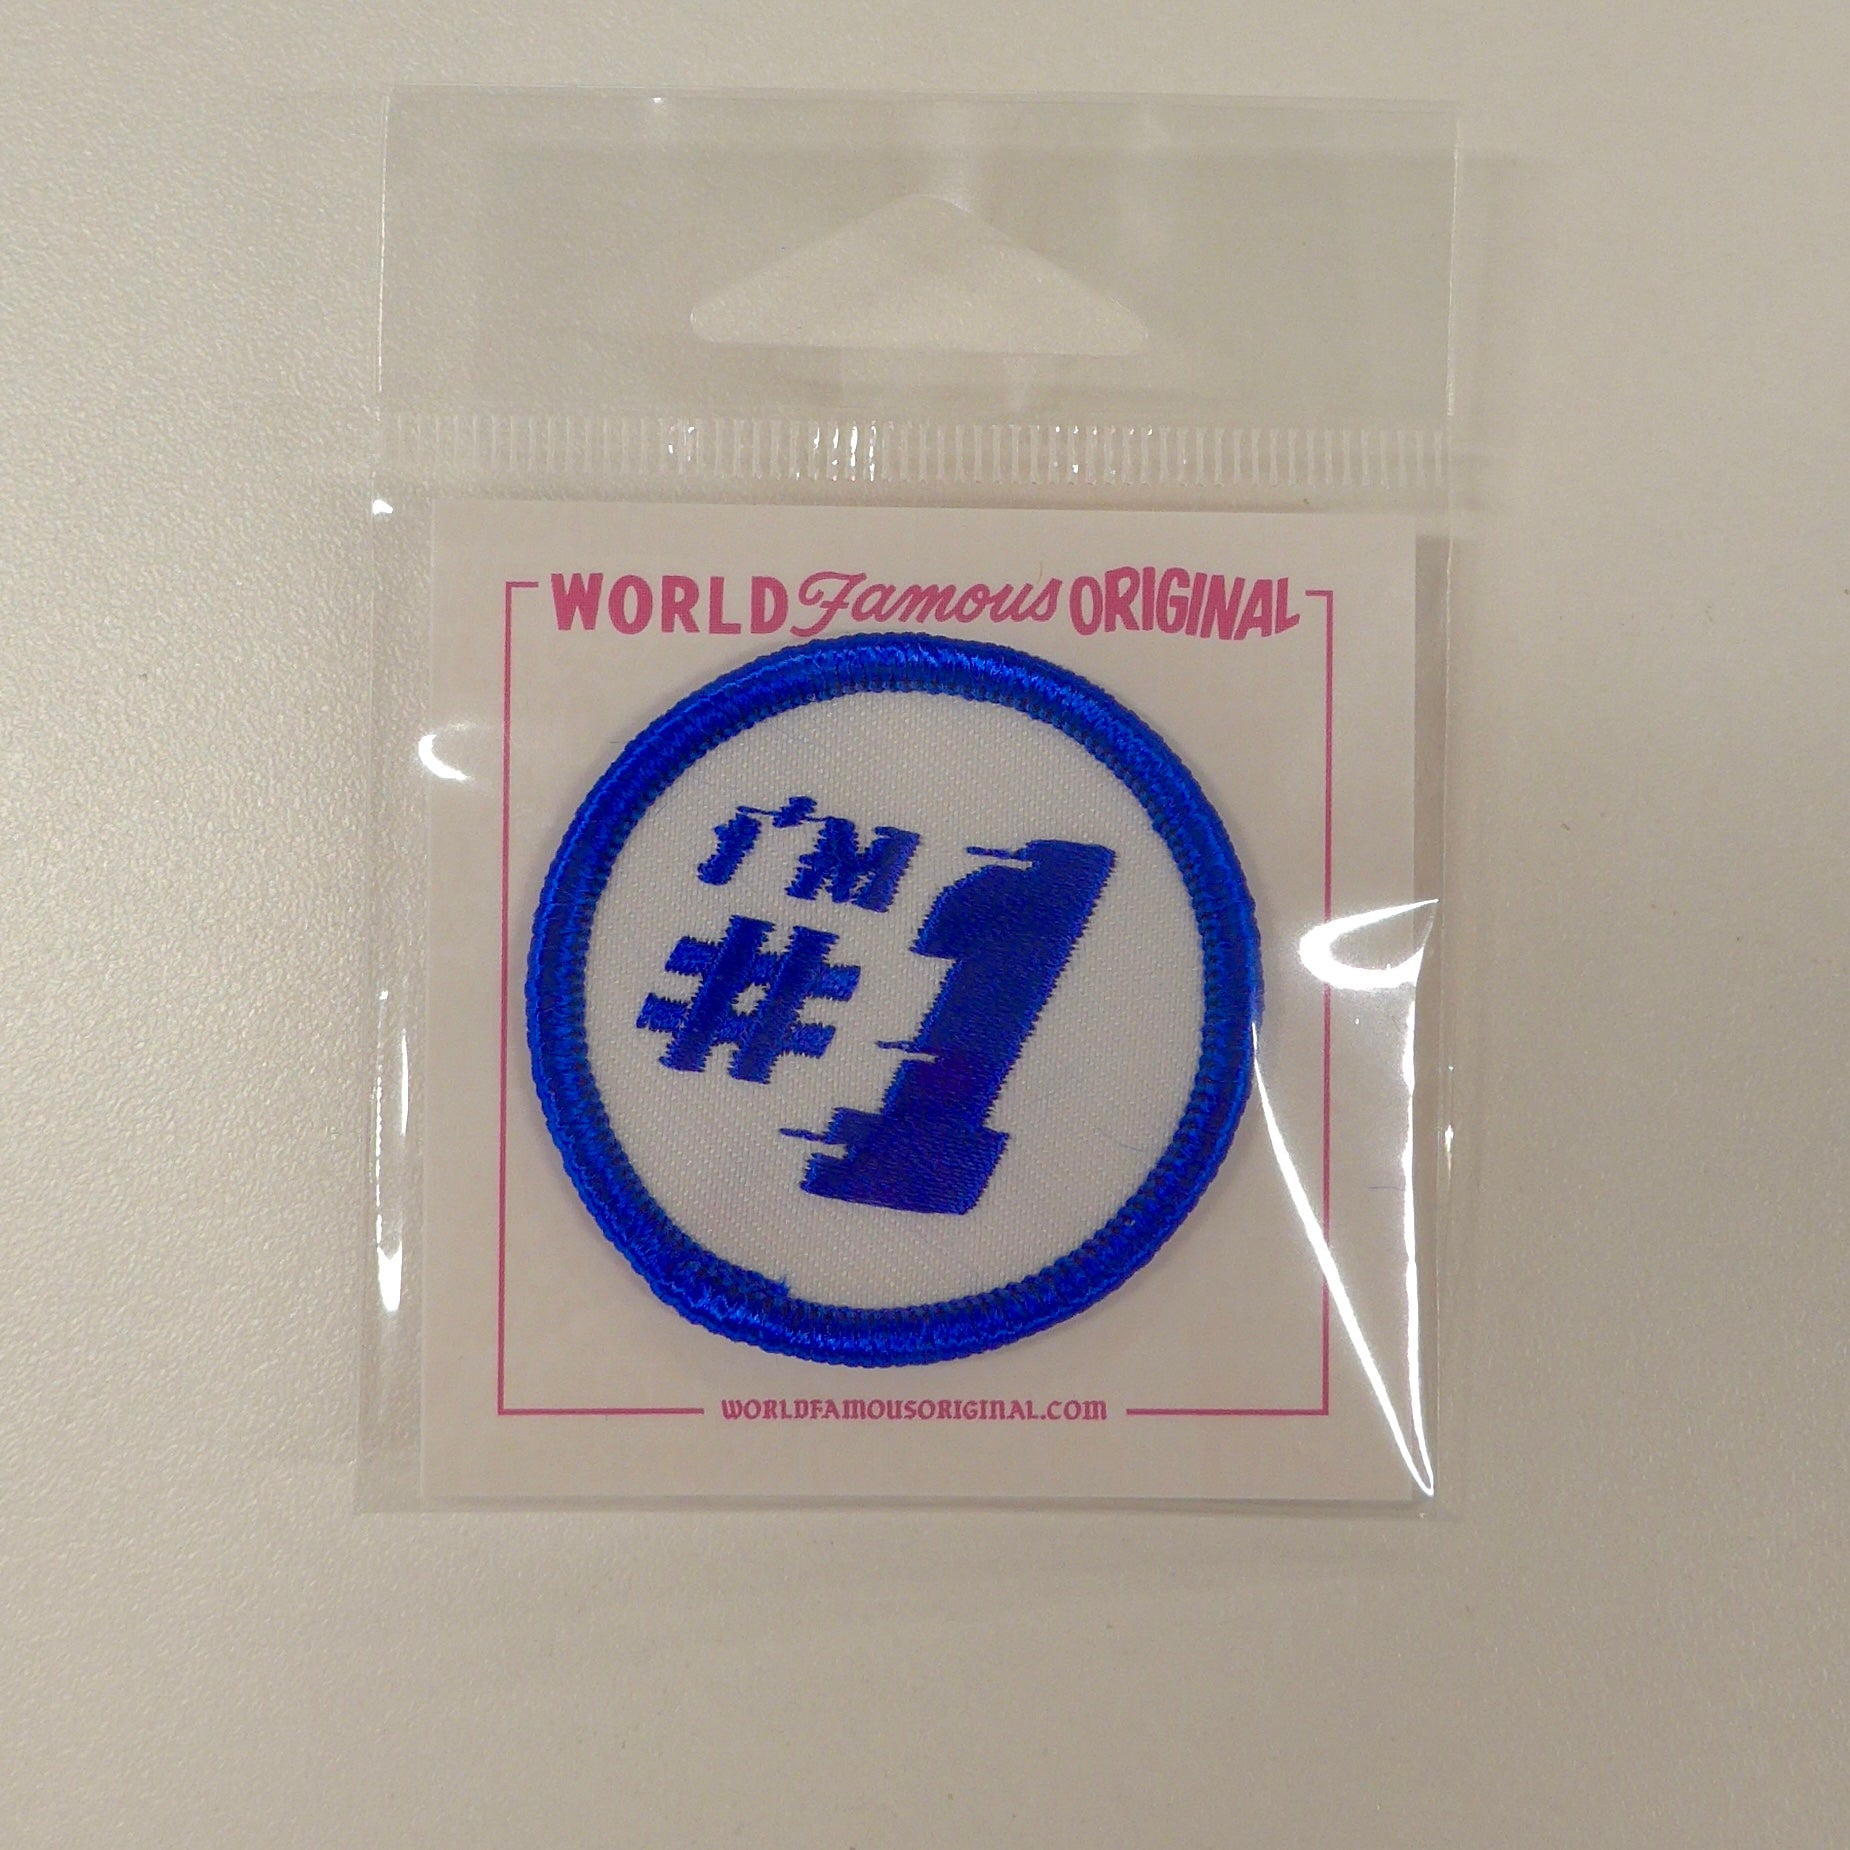 WORLD Famous ORIGINAL
I'M
#1
WORLDFAMOUSORIGINAL.COM